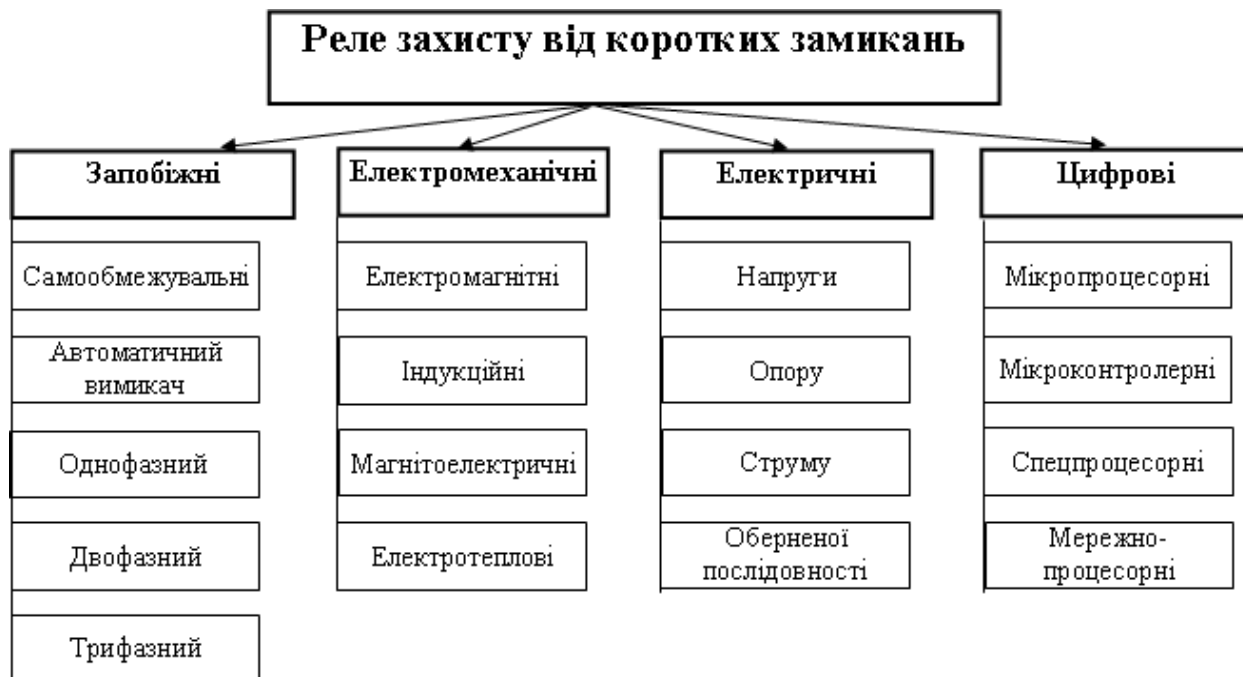 Реле захисту від коротких замикань
Запобіжні
Самообмежувальні
Автоматичний
вимикач
Однофазний
Двофазний
Трифазний
Електромеханічні
Електромагнітні
Індукційні
Магнітоелектричні
Електротеплові
Електричні
Напруги
Опору
Струму
Оберненої
послідовності
Цифрові
Мікропроцесорні
Мікроконтролерні
Спецпроцесорні
Мережно-
процесорні